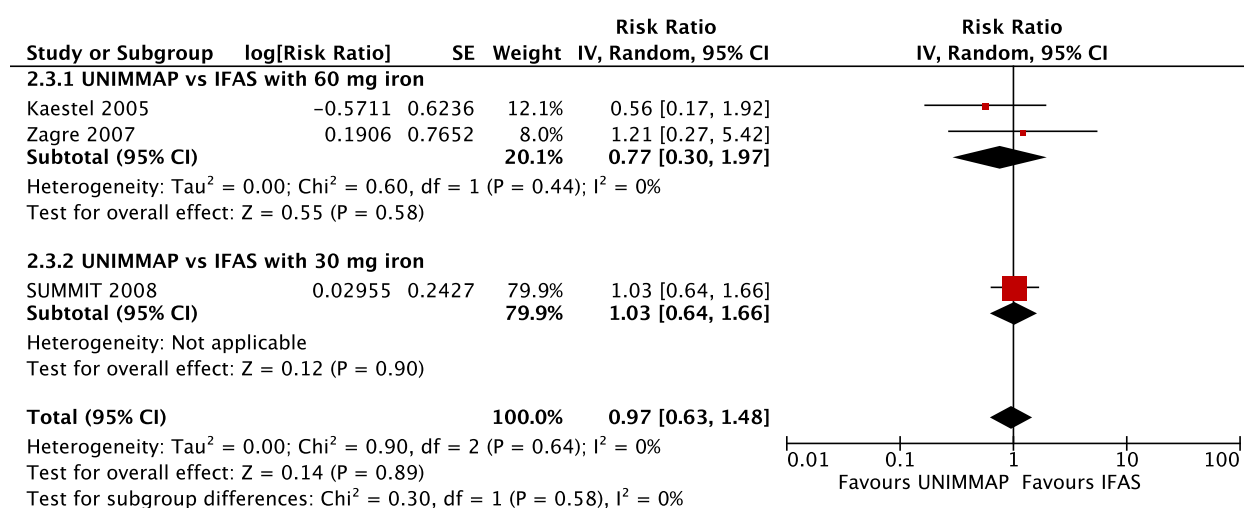 Risk Ratio Risk Ratio
Study or Subgroup log[Risk Ratio] SE Weight IV, Random, 95% CI IV, Random, 95% CI
2.3.1 UNIMMAP vs IFAS with 60 mg iron
Kaestel 2005 −0.5711 0.6236 12.1% 0.56 [0.17, 1.92]
Zagre 2007 0.1906 0.7652 8.0% 1.21 [0.27, 5.42]
Subtotal (95% CI) 20.1% 0.77 [0.30, 1.97]
Heterogeneity: Tau² = 0.00; Chi² = 0.60, df = 1 (P = 0.44); I² = 0%
Test for overall effect: Z = 0.55 (P = 0.58)
2.3.2 UNIMMAP vs IFAS with 30 mg iron
SUMMIT 2008 0.02955 0.2427 79.9% 1.03 [0.64, 1.66]
Subtotal (95% CI) 79.9% 1.03 [0.64, 1.66]
Heterogeneity: Not applicable
Test for overall effect: Z = 0.12 (P = 0.90)
Total (95% CI) 100.0% 0.97 [0.63, 1.48]
Heterogeneity: Tau² = 0.00; Chi² = 0.90, df = 2 (P = 0.64); I² = 0%
Test for overall effect: Z = 0.14 (P = 0.89)
Test for subgroup differences: Chi² = 0.30, df = 1 (P = 0.58), I² = 0%
0.01 0.1 1 10 100
Favours UNIMMAP Favours IFAS